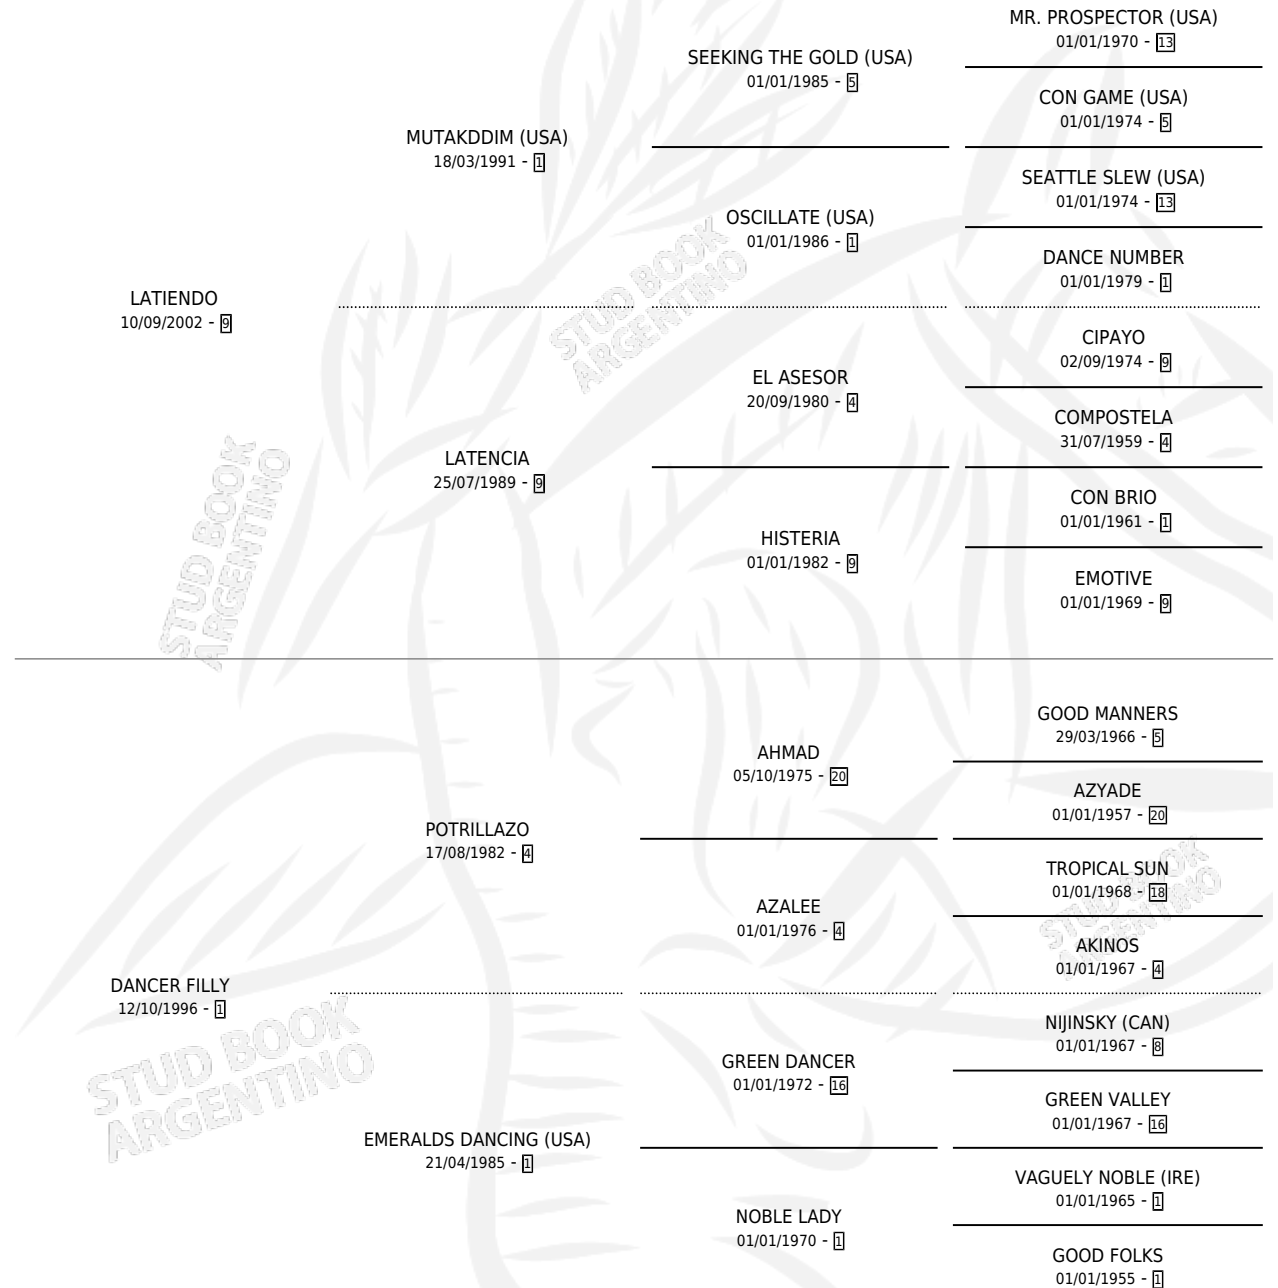 MR. PROSPECTOR (USA)
01/01/1970 - 13
SEEKING THE GOLD (USA)
01/01/1985 - 5
CON GAME (USA)
01/01/1974 - 5
MUTAKDDIM (USA)
18/03/1991 - 1
SEATTLE SLEW (USA)
01/01/1974 - 13
OSCILLATE (USA)
01/01/1986 - 1
DANCE NUMBER
01/01/1979 - 1
LATIENDO
10/09/2002 - 9
CIPAYO
02/09/1974 - 9
EL ASESOR
20/09/1980 - 4
COMPOSTELA
31/07/1959 - 4
LATENCIA
25/07/1989 - 9
CON BRIO
01/01/1961 - 1
HISTERIA
01/01/1982 - 9
EMOTIVE
01/01/1969 - 9
GOOD MANNERS
29/03/1966 - 5
AHMAD
05/10/1975 - 20
AZYADE
01/01/1957 - 20
POTRILLAZO
17/08/1982 - 4
TROPICAL SUN
01/01/1968 - 18
AZALEE
01/01/1976 - 4
AKINOS
01/01/1967 - 4
DANCER FILLY
12/10/1996 - 1
NIJINSKY (CAN)
01/01/1967 - 8
GREEN DANCER
01/01/1972 - 16
GREEN VALLEY
01/01/1967 - 16
EMERALDS DANCING (USA)
21/04/1985 - 1
VAGUELY NOBLE (IRE)
01/01/1965 - 1
NOBLE LADY
01/01/1970 - 1
GOOD FOLKS
01/01/1955 - 1
STUD BOOK
ARGENTINO
STUD BOOK
ARGENTINO
STUD BOOK
ARGENTINO
STUD BOOK
ARGENTINO